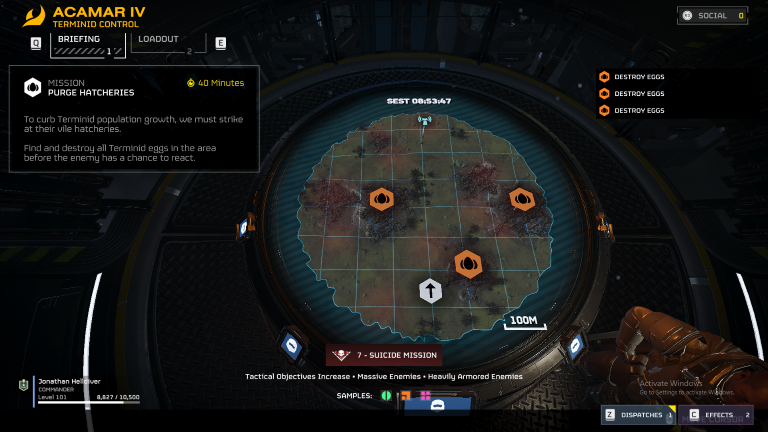 ACAMAR IV
TERMINID CONTROL
SOCIAL 0
Q
BRIEFING
1
LOADOUT
2
E
MISSION
PURGE HATCHERIES
40 Minutes
To curb Terminid population growth, we must strike
at their vile hatcheries.
Find and destroy all Terminid eggs in the area
before the enemy has a chance to react.
DESTROY EGGS
DESTROY EGGS
DESTROY EGGS
SEST 08:53:47
100M
7 - SUICIDE MISSION
Tactical Objectives Increase • Massive Enemies • Heavily Armored Enemies
SAMPLES:
Jonathan Helldiver
COMMANDER
Level 101 8,827 / 10,500
Activate Windows
Go to Settings to activate Windows.
Z DISPATCHES 1
C EFFECTS 2
CURSOR